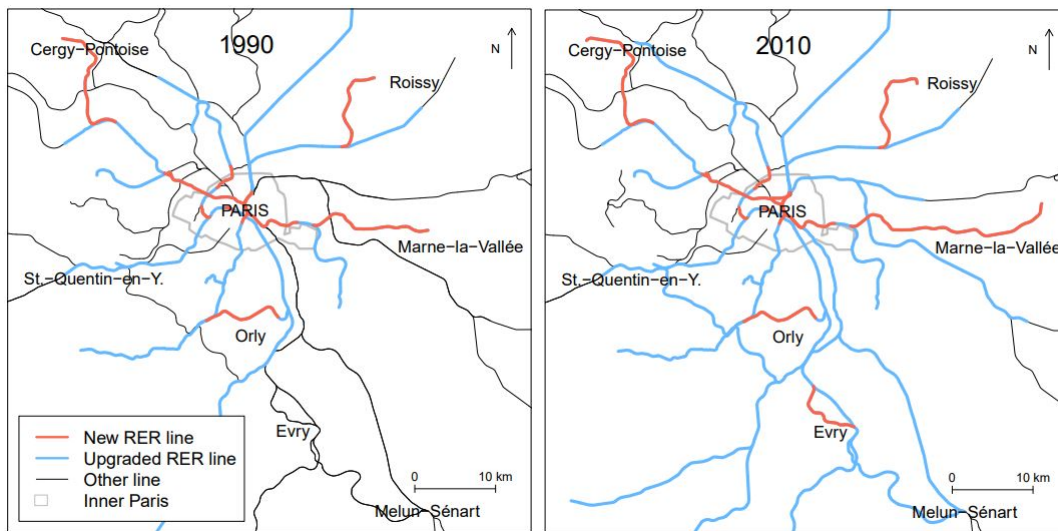 1990
Cergy−Pontoise
N
Roissy
PARIS
Marne−la−Vallée
St.−Quentin−en−Y.
Orly
Evry
New RER line
Upgraded RER line
Other line
Inner Paris
0 10 km
Melun−Sénart
2010
Cergy−Pontoise
N
Roissy
PARIS
Marne−la−Vallée
St.−Quentin−en−Y.
Orly
Evry
0 10 km
Melun−Sénart